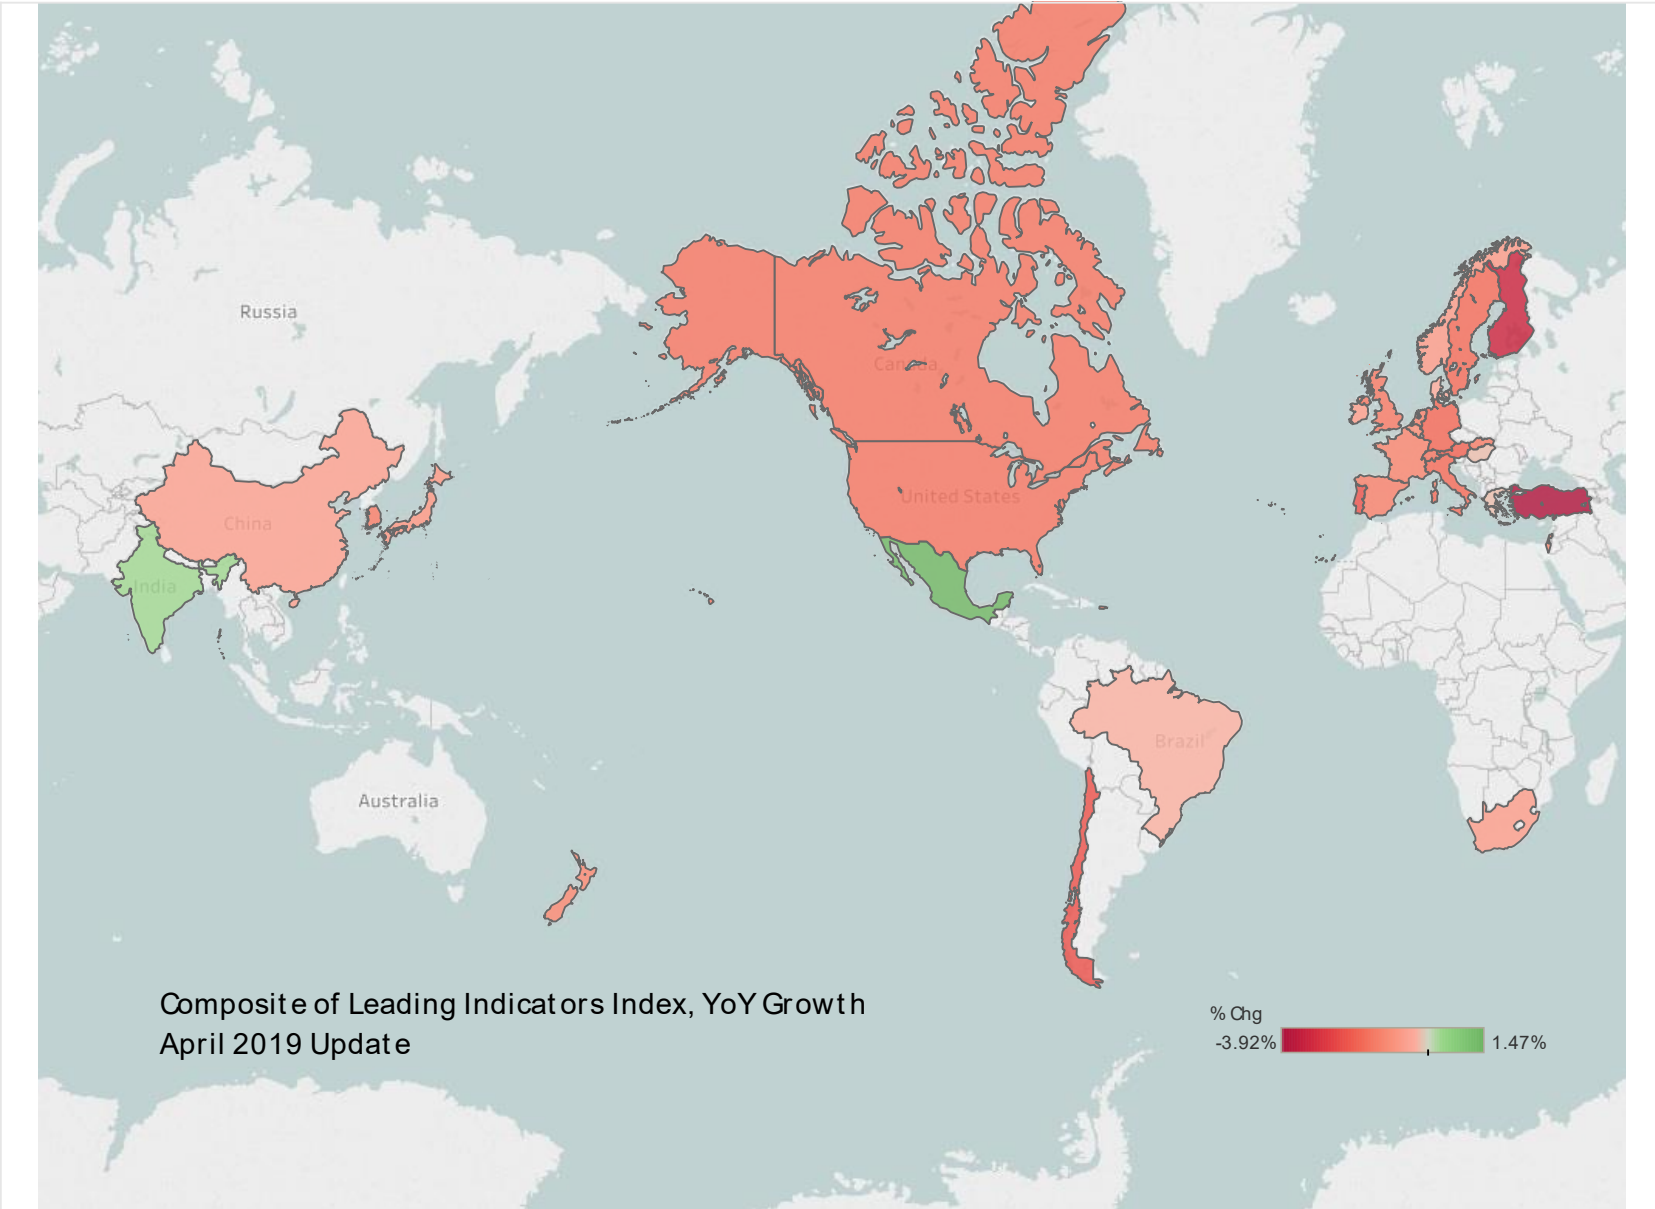 Russia
Canada
United States
China
India
Brazil
Australia
Composite of Leading Indicators Index, YoY Growth
April 2019 Update
% Chg
-3.92%
1.47%